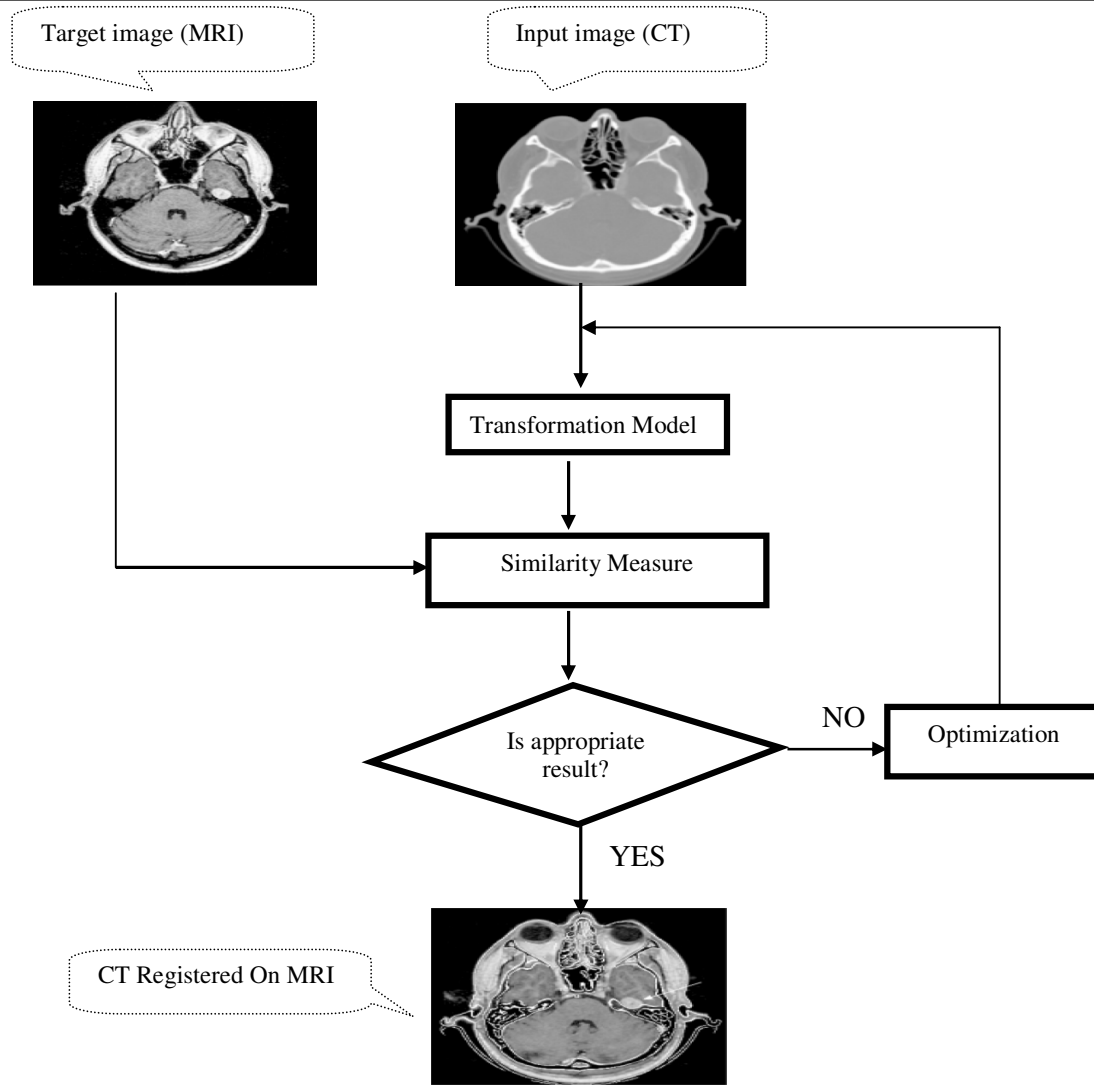 Target image (MRI)
Input image (CT)
Transformation Model
Similarity Measure
Is appropriate
result?
NO
Optimization
YES
CT Registered On MRI